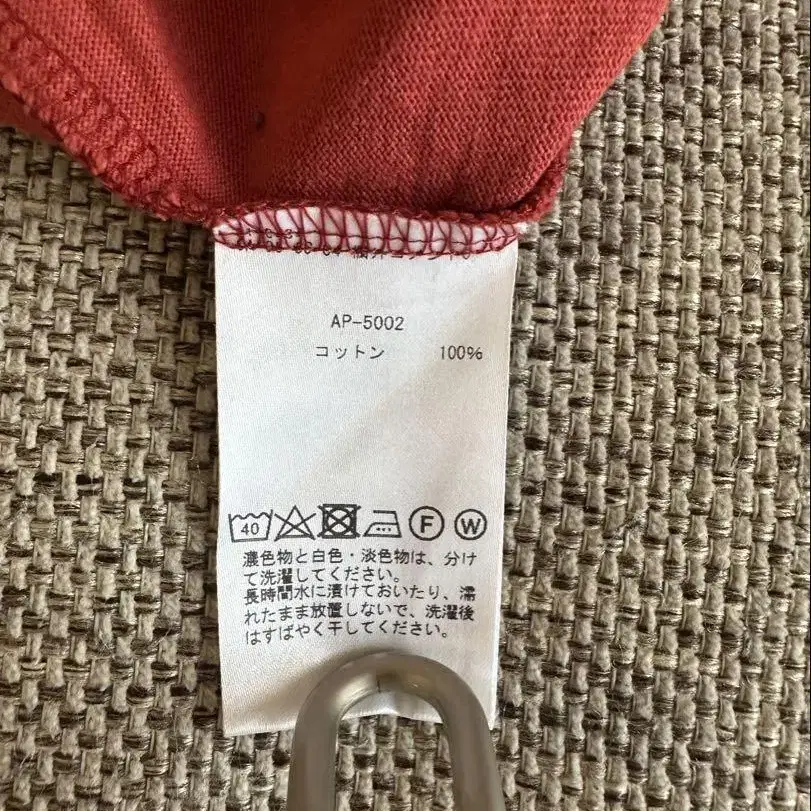 AP-5002
コットン 100%
40 F W
濃色物と白色・淡色物は、分け
て洗濯してください。
長時間水に漬けておいたり、濡
れたまま放置しないで、洗濯後
はすばやく干してください。